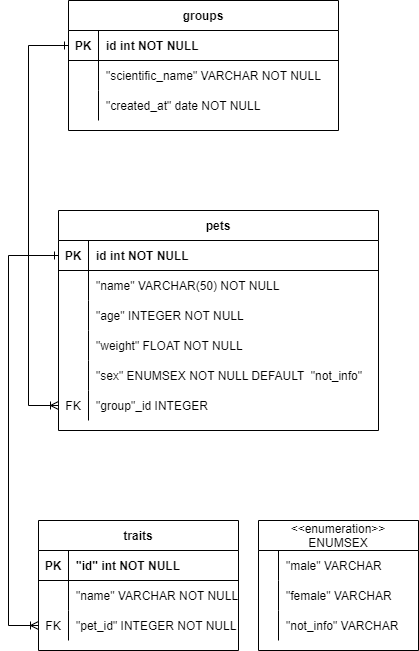 groups
PK id int NOT NULL
"scientific_name" VARCHAR NOT NULL
"created_at" date NOT NULL
pets
PK id int NOT NULL
"name" VARCHAR(50) NOT NULL
"age" INTEGER NOT NULL
"weight" FLOAT NOT NULL
"sex" ENUMSEX NOT NULL DEFAULT "not_info"
FK "group"_id INTEGER
traits
PK "id" int NOT NULL
"name" VARCHAR NOT NULL
FK "pet_id" INTEGER NOT NULL
<<enumeration>>
ENUMSEX
"male" VARCHAR
"female" VARCHAR
"not_info" VARCHAR